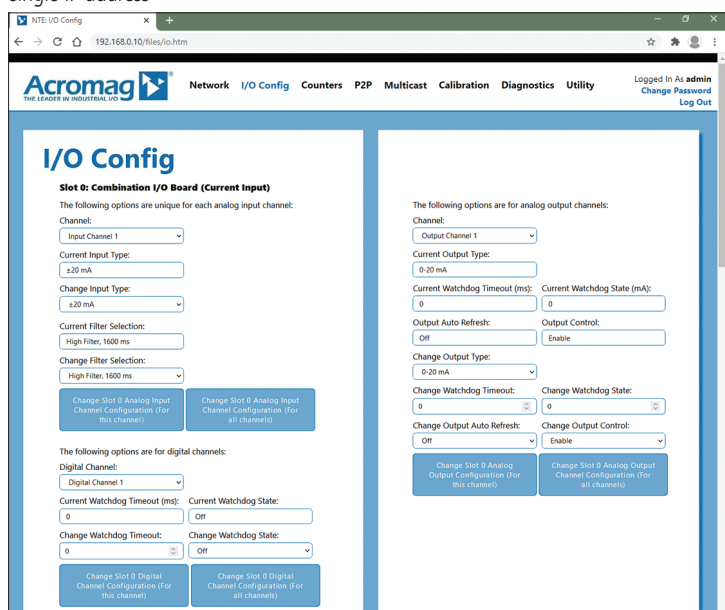 NTE: I/O Config
192.168.0.10/files/io.htm
Acromag
THE LEADER IN INDUSTRIAL I/O
Network I/O Config Counters P2P Multicast Calibration Diagnostics Utility
Logged In As admin
Change Password
Log Out
I/O Config
Slot 0: Combination I/O Board (Current Input)
The following options are unique for each analog input channel:
Channel:
Input Channel 1
Current Input Type:
±20 mA
Change Input Type:
±20 mA
Current Filter Selection:
High Filter, 1600 ms
Change Filter Selection:
High Filter, 1600 ms
Change Slot 0 Analog Input
Channel Configuration (For
this channel)
Change Slot 0 Analog Input
Channel Configuration (For
all channels)
The following options are for digital channels:
Digital Channel:
Digital Channel 1
Current Watchdog Timeout (ms): Current Watchdog State:
0 Off
Change Watchdog Timeout: Change Watchdog State:
0 Off
Change Slot 0 Digital
Channel Configuration (For
this channel)
Change Slot 0 Digital
Channel Configuration (For
all channels)
The following options are for analog output channels:
Channel:
Output Channel 1
Current Output Type:
0-20 mA
Current Watchdog Timeout (ms): Current Watchdog State (mA):
0 0
Output Auto Refresh: Output Control:
Off Enable
Change Output Type:
0-20 mA
Change Watchdog Timeout: Change Watchdog State:
0 0
Change Output Auto Refresh: Change Output Control:
Off Enable
Change Slot 0 Analog
Output Configuration (For
this channel)
Change Slot 0 Analog Output
Channel Configuration (For
all channels)